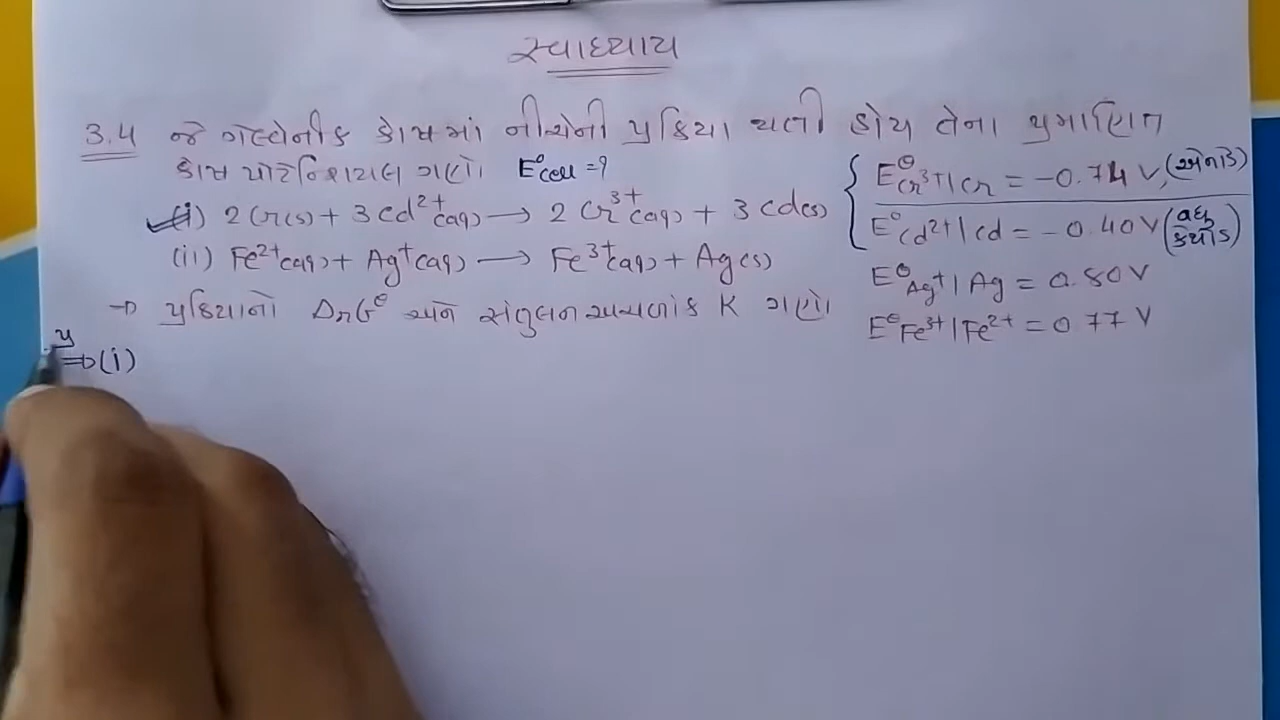 સ્વાધ્યાય
3.4 જે ગેલ્વેનીક કોષમાં નીચેની પ્રક્રિયા થતી હોય તેના પ્રમાણિત
કોષ પોટેન્શિયલ ગણો. E°cell = ?
(i) 2Cr(s) + 3Cd²⁺(aq) → 2Cr³⁺(aq) + 3Cd(s)
(ii) Fe²⁺(aq) + Ag⁺(aq) → Fe³⁺(aq) + Ag(s)
→ પ્રક્રિયાનો ΔrG° અને સંતુલન અચળાંક K ગણો.
E°Cr³⁺|Cr = -0.74 V, (એનોડ)
E°Cd²⁺|Cd = -0.40 V (કેથોડ)
E°Ag⁺|Ag = 0.80 V
E°Fe³⁺|Fe²⁺ = 0.77 V
⇒ (i)